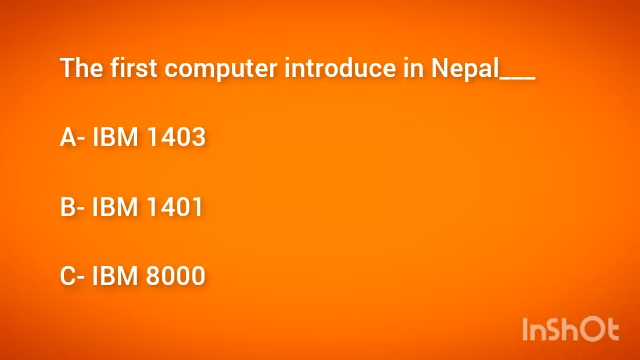 The first computer introduce in Nepal___
A- IBM 1403
B- IBM 1401
C- IBM 8000
InShOt